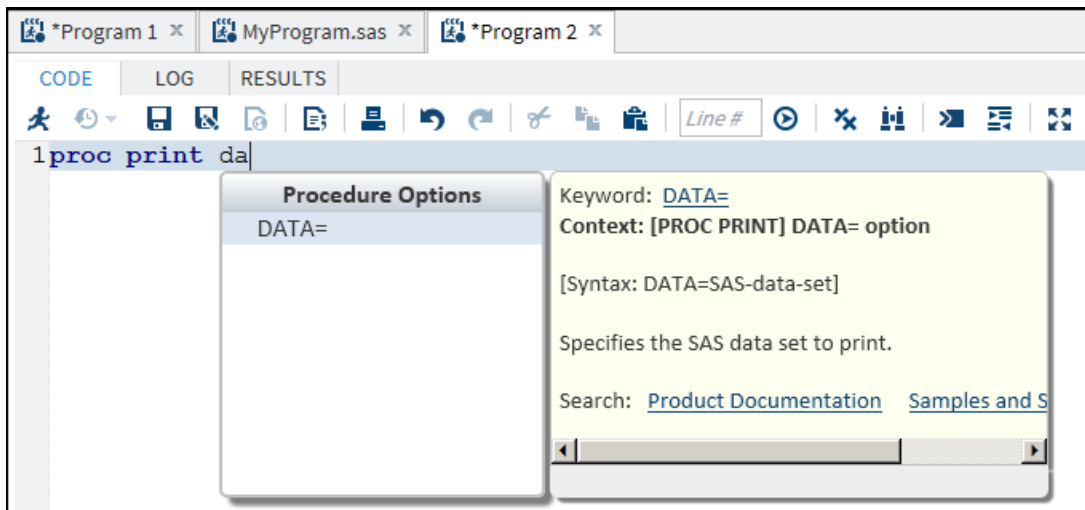 *Program 1 × MyProgram.sas × *Program 2 ×
CODE LOG RESULTS
Line #
1 proc print da
Procedure Options
DATA=
Keyword: DATA=
Context: [PROC PRINT] DATA= option
[Syntax: DATA=SAS-data-set]
Specifies the SAS data set to print.
Search: Product Documentation Samples and S